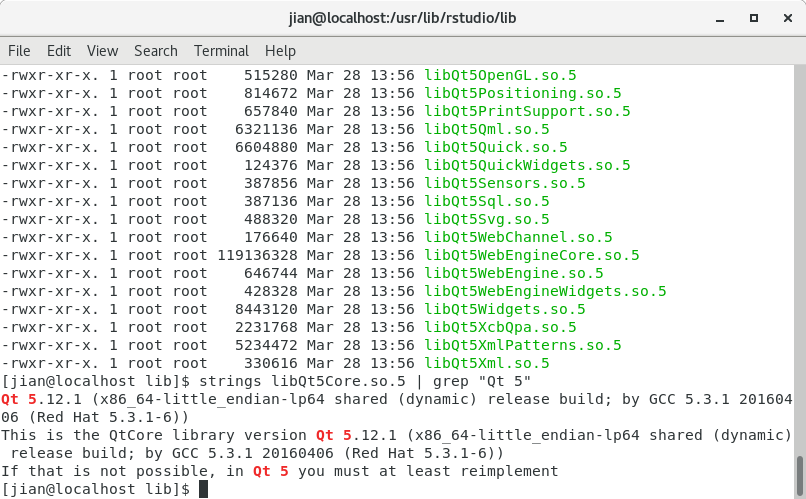 jian@localhost:/usr/lib/rstudio/lib
File Edit View Search Terminal Help
-rwxr-xr-x. 1 root root    515280 Mar 28 13:56 libQt5OpenGL.so.5
-rwxr-xr-x. 1 root root    814672 Mar 28 13:56 libQt5Positioning.so.5
-rwxr-xr-x. 1 root root    657840 Mar 28 13:56 libQt5PrintSupport.so.5
-rwxr-xr-x. 1 root root   6321136 Mar 28 13:56 libQt5Qml.so.5
-rwxr-xr-x. 1 root root   6604880 Mar 28 13:56 libQt5Quick.so.5
-rwxr-xr-x. 1 root root    124376 Mar 28 13:56 libQt5QuickWidgets.so.5
-rwxr-xr-x. 1 root root    387856 Mar 28 13:56 libQt5Sensors.so.5
-rwxr-xr-x. 1 root root    387136 Mar 28 13:56 libQt5Sql.so.5
-rwxr-xr-x. 1 root root    488320 Mar 28 13:56 libQt5Svg.so.5
-rwxr-xr-x. 1 root root    176640 Mar 28 13:56 libQt5WebChannel.so.5
-rwxr-xr-x. 1 root root 119136328 Mar 28 13:56 libQt5WebEngineCore.so.5
-rwxr-xr-x. 1 root root    646744 Mar 28 13:56 libQt5WebEngine.so.5
-rwxr-xr-x. 1 root root    428328 Mar 28 13:56 libQt5WebEngineWidgets.so.5
-rwxr-xr-x. 1 root root   8443120 Mar 28 13:56 libQt5Widgets.so.5
-rwxr-xr-x. 1 root root   2231768 Mar 28 13:56 libQt5XcbQpa.so.5
-rwxr-xr-x. 1 root root   5234472 Mar 28 13:56 libQt5XmlPatterns.so.5
-rwxr-xr-x. 1 root root    330616 Mar 28 13:56 libQt5Xml.so.5
[jian@localhost lib]$ strings libQt5Core.so.5 | grep "Qt 5"
Qt 5.12.1 (x86_64-little_endian-lp64 shared (dynamic) release build; by GCC 5.3.1 201604
06 (Red Hat 5.3.1-6))
This is the QtCore library version Qt 5.12.1 (x86_64-little_endian-lp64 shared (dynamic)
 release build; by GCC 5.3.1 20160406 (Red Hat 5.3.1-6))
If that is not possible, in Qt 5 you must at least reimplement
[jian@localhost lib]$